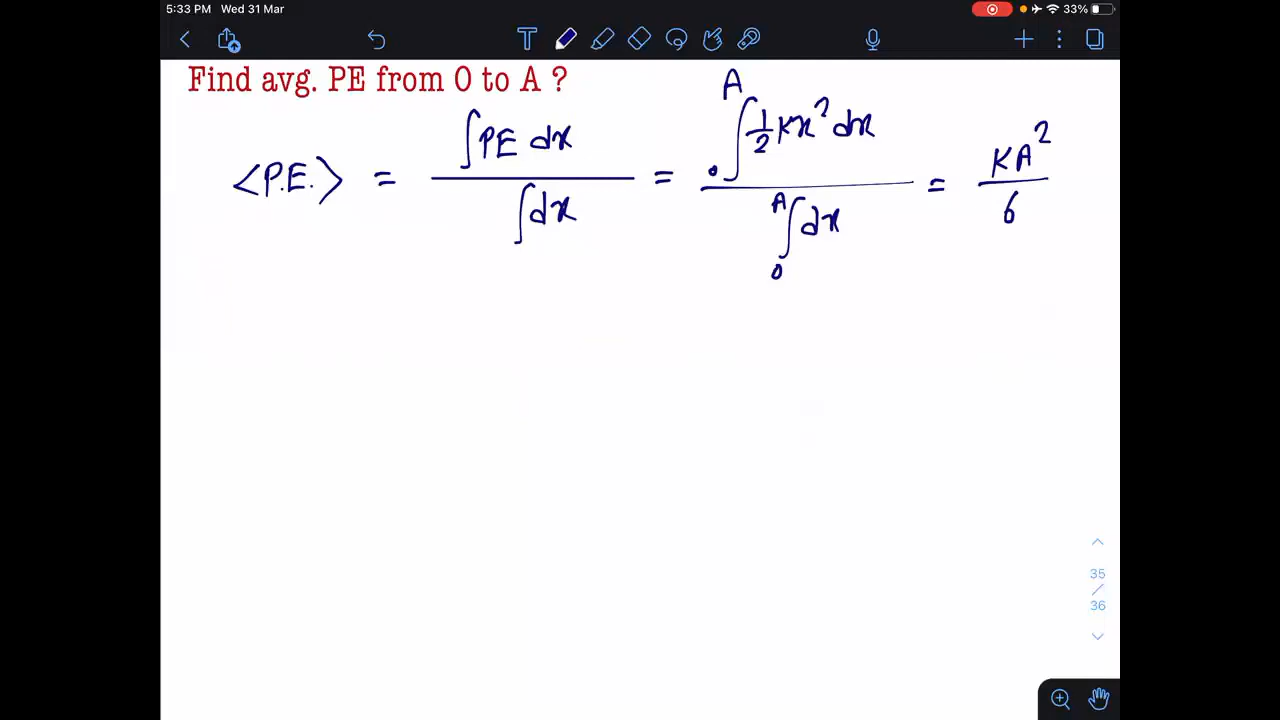 5:33 PM Wed 31 Mar
33%
Find avg. PE from 0 to A ?
<P.E.> = ∫PE dx / ∫dx = ₀∫ᴬ ½Kx² dx / ₀∫ᴬ dx = KA² / 6
35
/
36